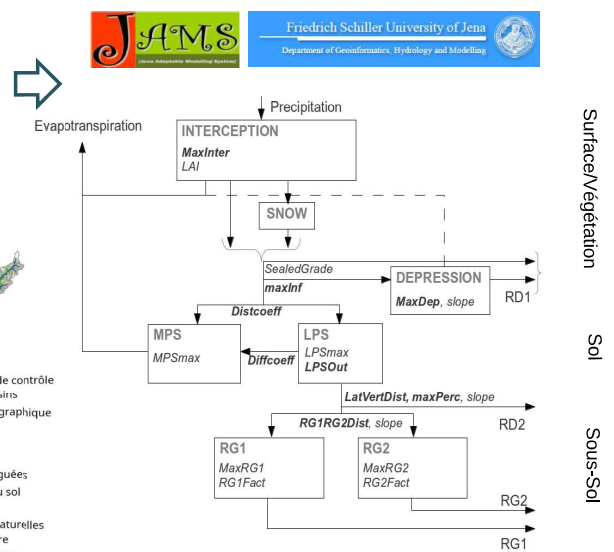 JAMS
(Jena Adaptable Modelling System)
Friedrich Schiller University of Jena
Department of Geoinformatics, Hydrology and Modelling
Precipitation
Evapotranspiration
INTERCEPTION
MaxInter
LAI
SNOW
SealedGrade
maxInf
DEPRESSION
MaxDep, slope
RD1
Distcoeff
MPS
MPSmax
Diffcoeff
LPS
LPSmax
LPSOut
LatVertDist, maxPerc, slope
RD2
RG1RG2Dist, slope
RG1
MaxRG1
RG1Fact
RG2
MaxRG2
RG2Fact
RG2
RG1
Surface/Végétation
Sol
Sous-Sol
de contrôle
graphique
guées
u sol
aturelles
re